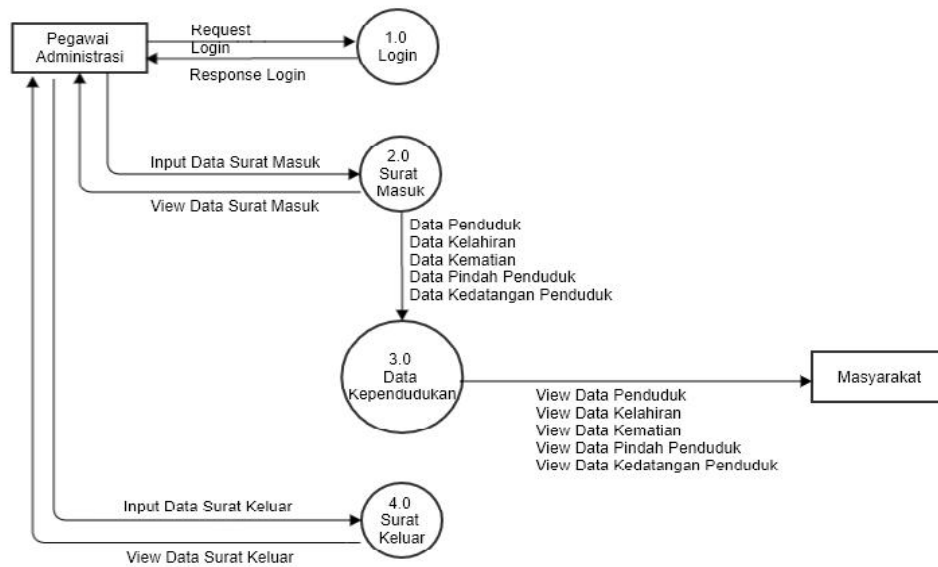 Pegawai
Administrasi
Request
Login
Response Login
1.0
Login
Input Data Surat Masuk
View Data Surat Masuk
2.0
Surat
Masuk
Data Penduduk
Data Kelahiran
Data Kematian
Data Pindah Penduduk
Data Kedatangan Penduduk
3.0
Data
Kependudukan
View Data Penduduk
View Data Kelahiran
View Data Kematian
View Data Pindah Penduduk
View Data Kedatangan Penduduk
Masyarakat
Input Data Surat Keluar
View Data Surat Keluar
4.0
Surat
Keluar